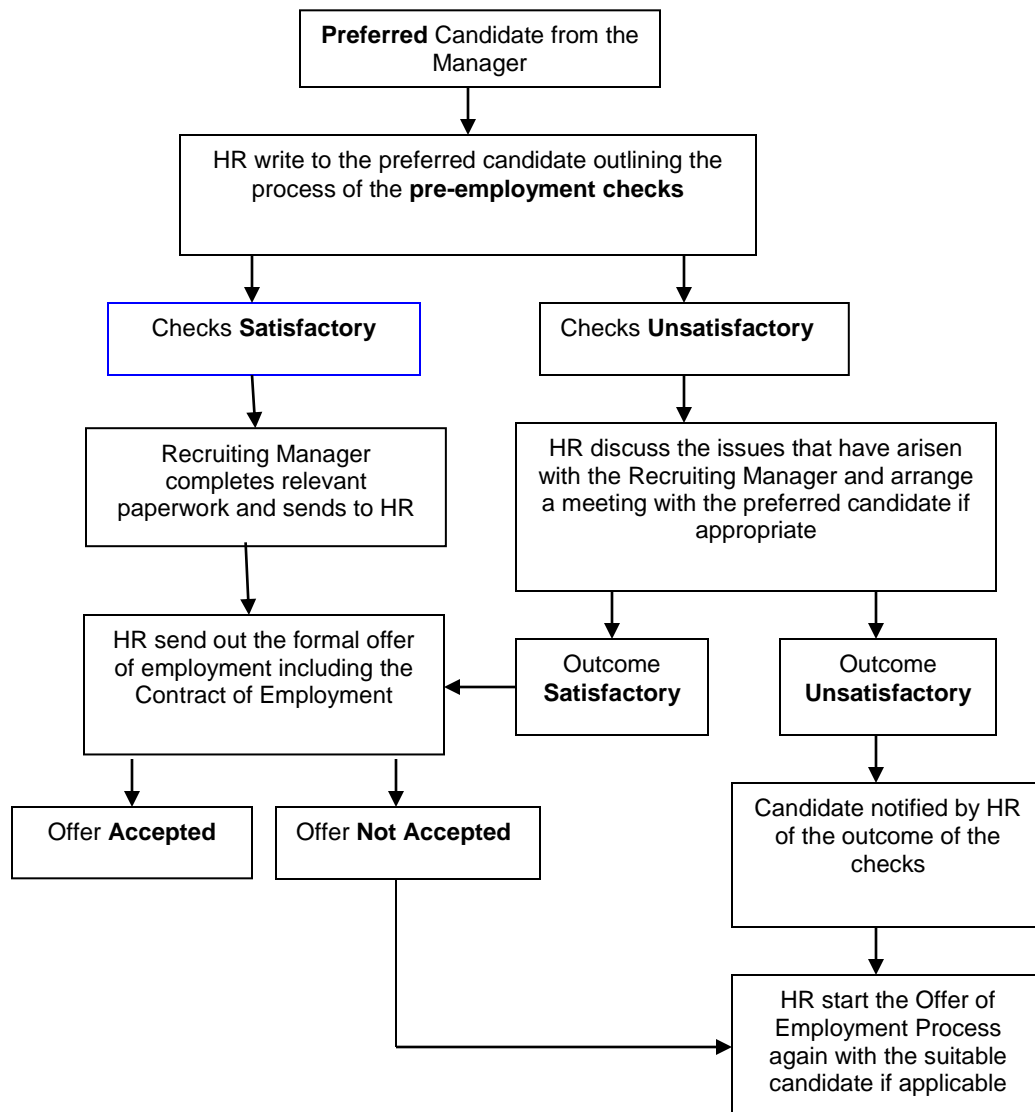 Preferred Candidate from the
Manager
HR write to the preferred candidate outlining the
process of the pre-employment checks
Checks Satisfactory
Checks Unsatisfactory
Recruiting Manager
completes relevant
paperwork and sends to HR
HR discuss the issues that have arisen
with the Recruiting Manager and arrange
a meeting with the preferred candidate if
appropriate
HR send out the formal offer
of employment including the
Contract of Employment
Outcome
Satisfactory
Outcome
Unsatisfactory
Offer Accepted
Offer Not Accepted
Candidate notified by HR
of the outcome of the
checks
HR start the Offer of
Employment Process
again with the suitable
candidate if applicable